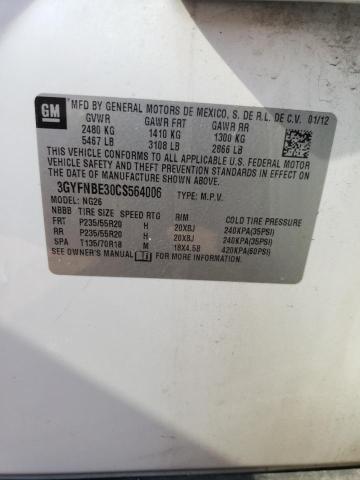 GM
MFD BY GENERAL MOTORS DE MEXICO, S. DE R.L. DE C.V. 01/12
GVWR GAWR FRT GAWR RR
2480 KG 1410 KG 1300 KG
5467 LB 3108 LB 2866 LB
THIS VEHICLE CONFORMS TO ALL APPLICABLE U.S. FEDERAL
MOTOR VEHICLE SAFETY, BUMPER, AND THEFT
PREVENTION STANDARDS IN EFFECT ON THE
DATE OF MANUFACTURE SHOWN ABOVE.
3GYFNBE30CS564006 TYPE: M.P.V.
MODEL: NG26
NBBB TIRE SIZE SPEED RTG RIM COLD TIRE PRESSURE
FRT P235/55R20 H 20X8J 240KPA(35PSI)
RR P235/55R20 H 20X8J 240KPA(35PSI)
SPA T135/70R18 M 18X4.5B 420KPA(60PSI)
SEE OWNER'S MANUAL FOR MORE INFORMATION